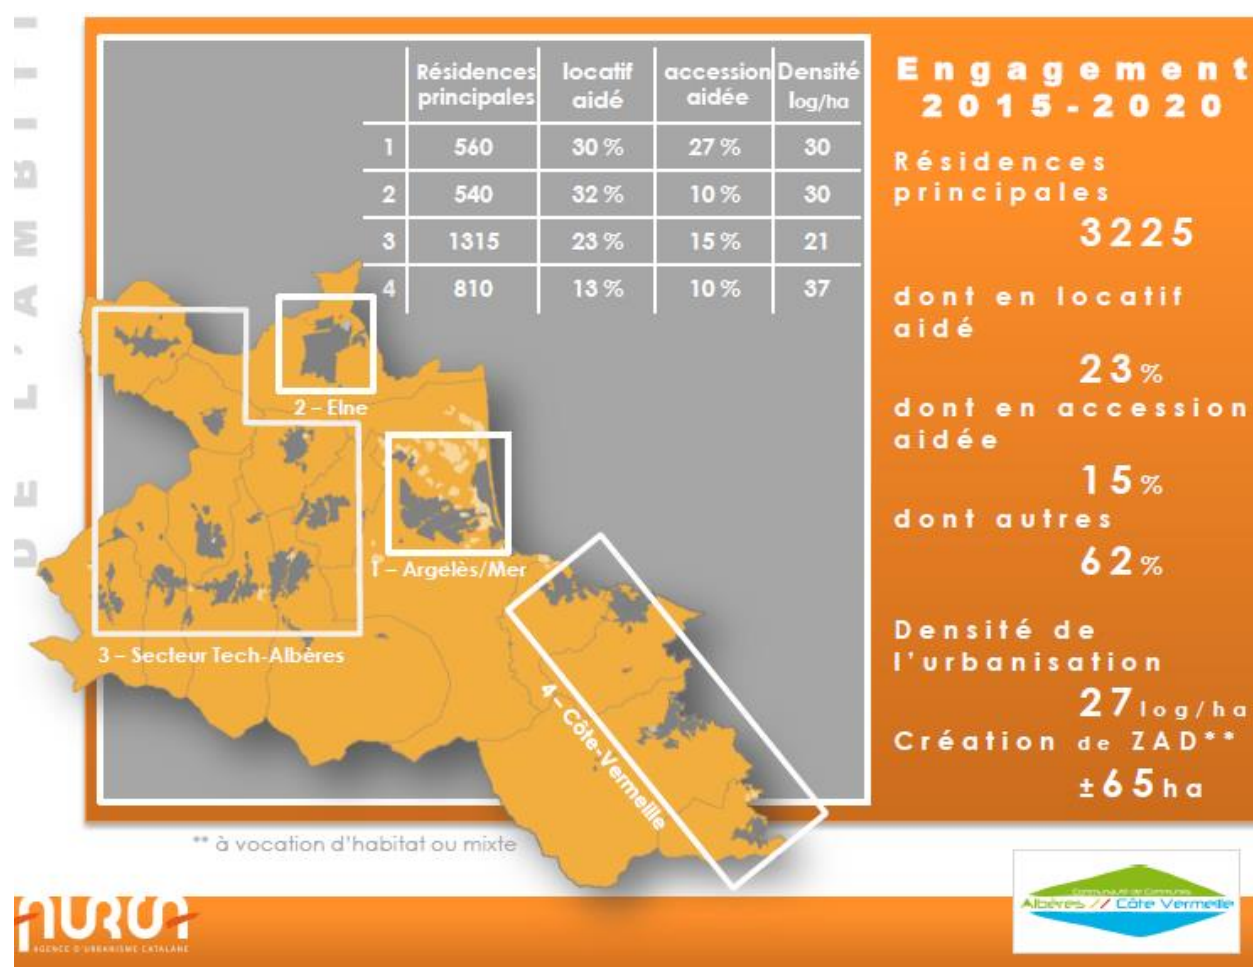 DE L'AMBITI
Résidences principales | locatif aidé | accession aidée | Densité log/ha
1 | 560 | 30 % | 27 % | 30
2 | 540 | 32 % | 10 % | 30
3 | 1315 | 23 % | 15 % | 21
4 | 810 | 13 % | 10 % | 37
2 – Elne
1 – Argelès/Mer
3 – Secteur Tech-Albères
4 – Côte-Vermeille
Engagement
2015-2020
Résidences
principales
3225
dont en locatif
aidé
23%
dont en accession
aidée
15%
dont autres
62%
Densité de
l'urbanisation
27log/ha
Création de ZAD**
±65ha
** à vocation d'habitat ou mixte
AURCA
AGENCE D'URBANISME CATALANE
Communauté de Communes
Albères // Côte Vermeille